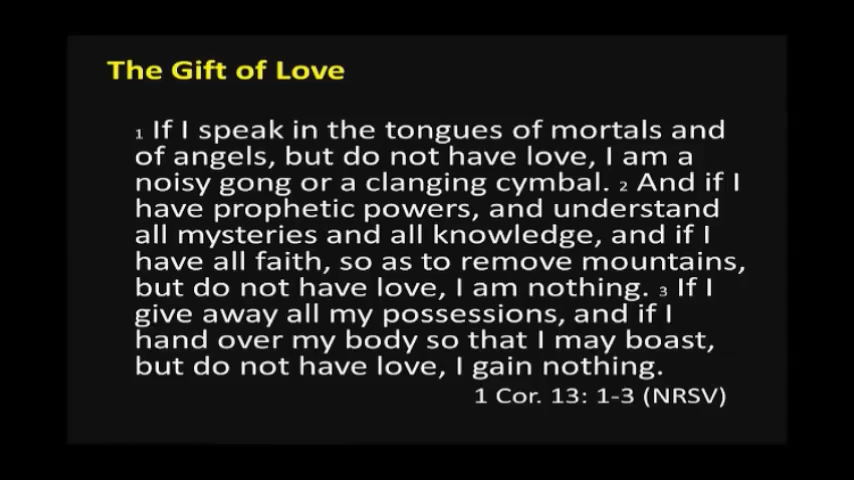 The Gift of Love
1 If I speak in the tongues of mortals and
of angels, but do not have love, I am a
noisy gong or a clanging cymbal. 2 And if I
have prophetic powers, and understand
all mysteries and all knowledge, and if I
have all faith, so as to remove mountains,
but do not have love, I am nothing. 3 If I
give away all my possessions, and if I
hand over my body so that I may boast,
but do not have love, I gain nothing.
1 Cor. 13: 1-3 (NRSV)